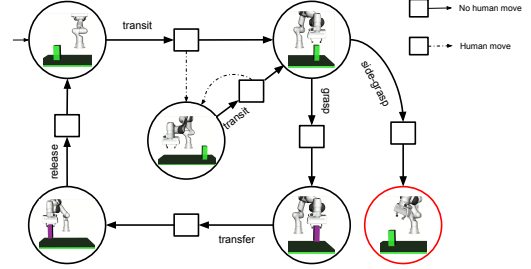 No human move
transit
Human move
side-grasp
grasp
transit
release
transfer